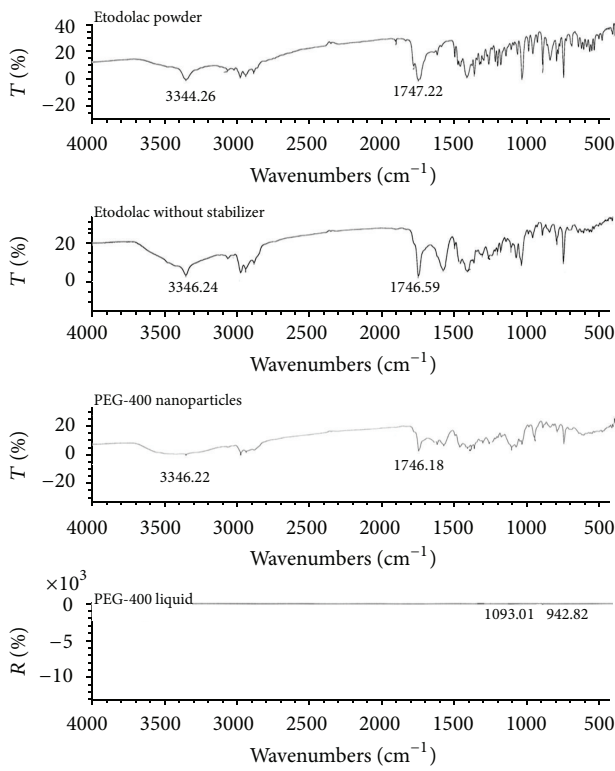 Etodolac powder
40
20
0
−20
T (%)
3344.26
1747.22
4000 3500 3000 2500 2000 1500 1000 500
Wavenumbers (cm⁻¹)
Etodolac without stabilizer
20
0
T (%)
3346.24
1746.59
4000 3500 3000 2500 2000 1500 1000 500
Wavenumbers (cm⁻¹)
PEG-400 nanoparticles
20
0
−20
T (%)
3346.22
1746.18
4000 3500 3000 2500 2000 1500 1000 500
Wavenumbers (cm⁻¹)
×10³
PEG-400 liquid
0
−5
−10
R (%)
1093.01 942.82
4000 3500 3000 2500 2000 1500 1000 500
Wavenumbers (cm⁻¹)